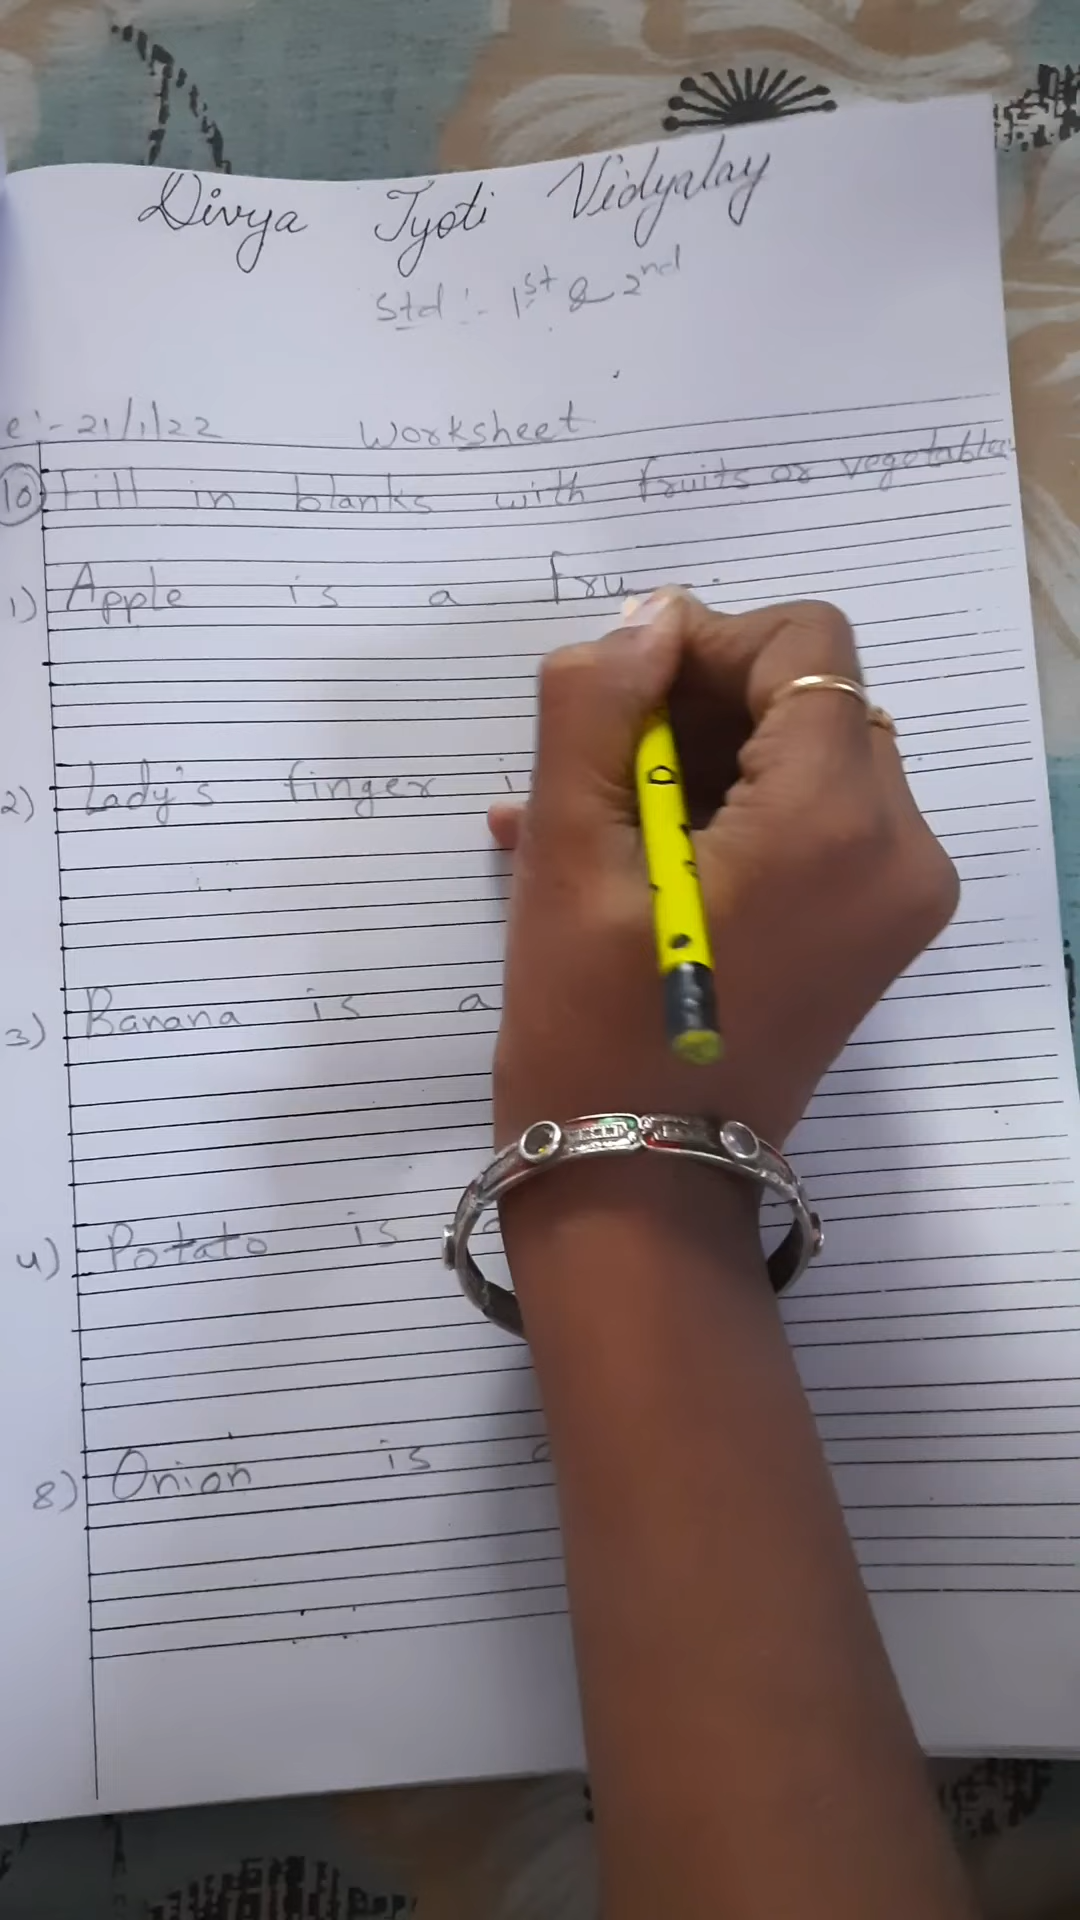 Divya Jyoti Vidyalay
Std :- 1st & 2nd
e :- 21/1/22 Worksheet
10 Fill in blanks with fruits or vegetables.
1) Apple is a fru
2) Lady's finger i
3) Banana is a
4) Potato is a
8) Onion is a